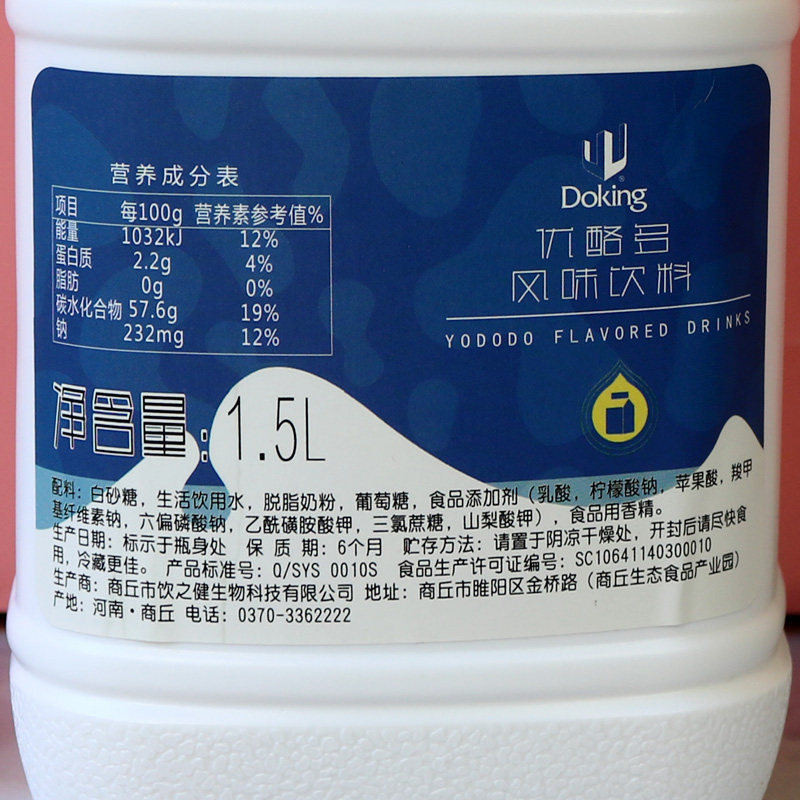 营养成分表
项目 每100g 营养素参考值%
能量 1032kJ 12%
蛋白质 2.2g 4%
脂肪 0g 0%
碳水化合物 57.6g 19%
钠 232mg 12%
Doking
优酪多
风味饮料
YODODO FLAVORED DRINKS
净含量:1.5L
配料:白砂糖,生活饮用水,脱脂奶粉,葡萄糖,食品添加剂(乳酸,柠檬酸钠,苹果酸,羧甲
基纤维素钠,六偏磷酸钠,乙酰磺胺酸钾,三氯蔗糖,山梨酸钾),食品用香精。
生产日期:标示于瓶身处 保质期:6个月 贮存方法:请置于阴凉干燥处,开封后请尽快食
用,冷藏更佳。产品标准号:Q/SYS 0010S 食品生产许可证编号:SC10641140300010
生产商:商丘市饮之健生物科技有限公司 地址:商丘市睢阳区金桥路(商丘生态食品产业园)
产地:河南·商丘 电话:0370-3362222